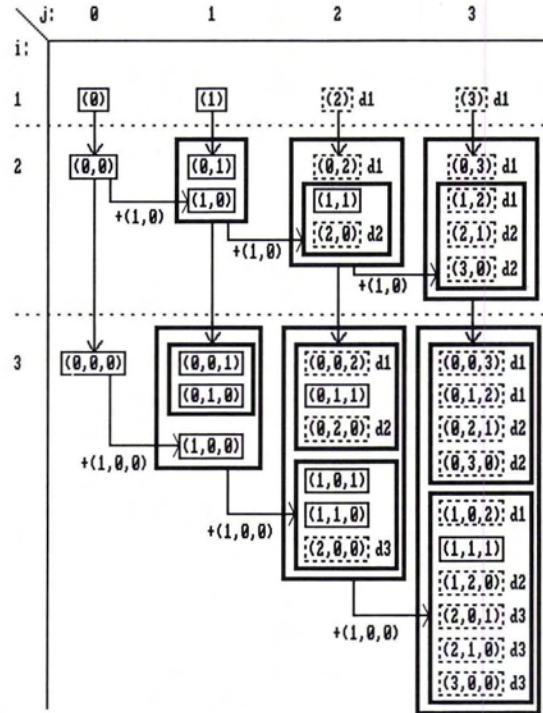 j: 0 1 2 3
i:
1 (0) (1) (2) d1 (3) d1
2 (0,0) (0,1) (0,2) d1 (0,3) d1
(1,0) (1,1) (1,2) d1
+(1,0) (2,0) d2 (2,1) d2
+(1,0) (3,0) d2
+(1,0)
3 (0,0,0) (0,0,1) (0,0,2) d1 (0,0,3) d1
(0,1,0) (0,1,1) (0,1,2) d1
(0,2,0) d2 (0,2,1) d2
(1,0,0) (0,3,0) d2
+(1,0,0) (1,0,1)
(1,1,0) (1,0,2) d1
+(1,0,0) (2,0,0) d3 (1,1,1)
(1,2,0) d2
(2,0,1) d3
+(1,0,0) (2,1,0) d3
(3,0,0) d3